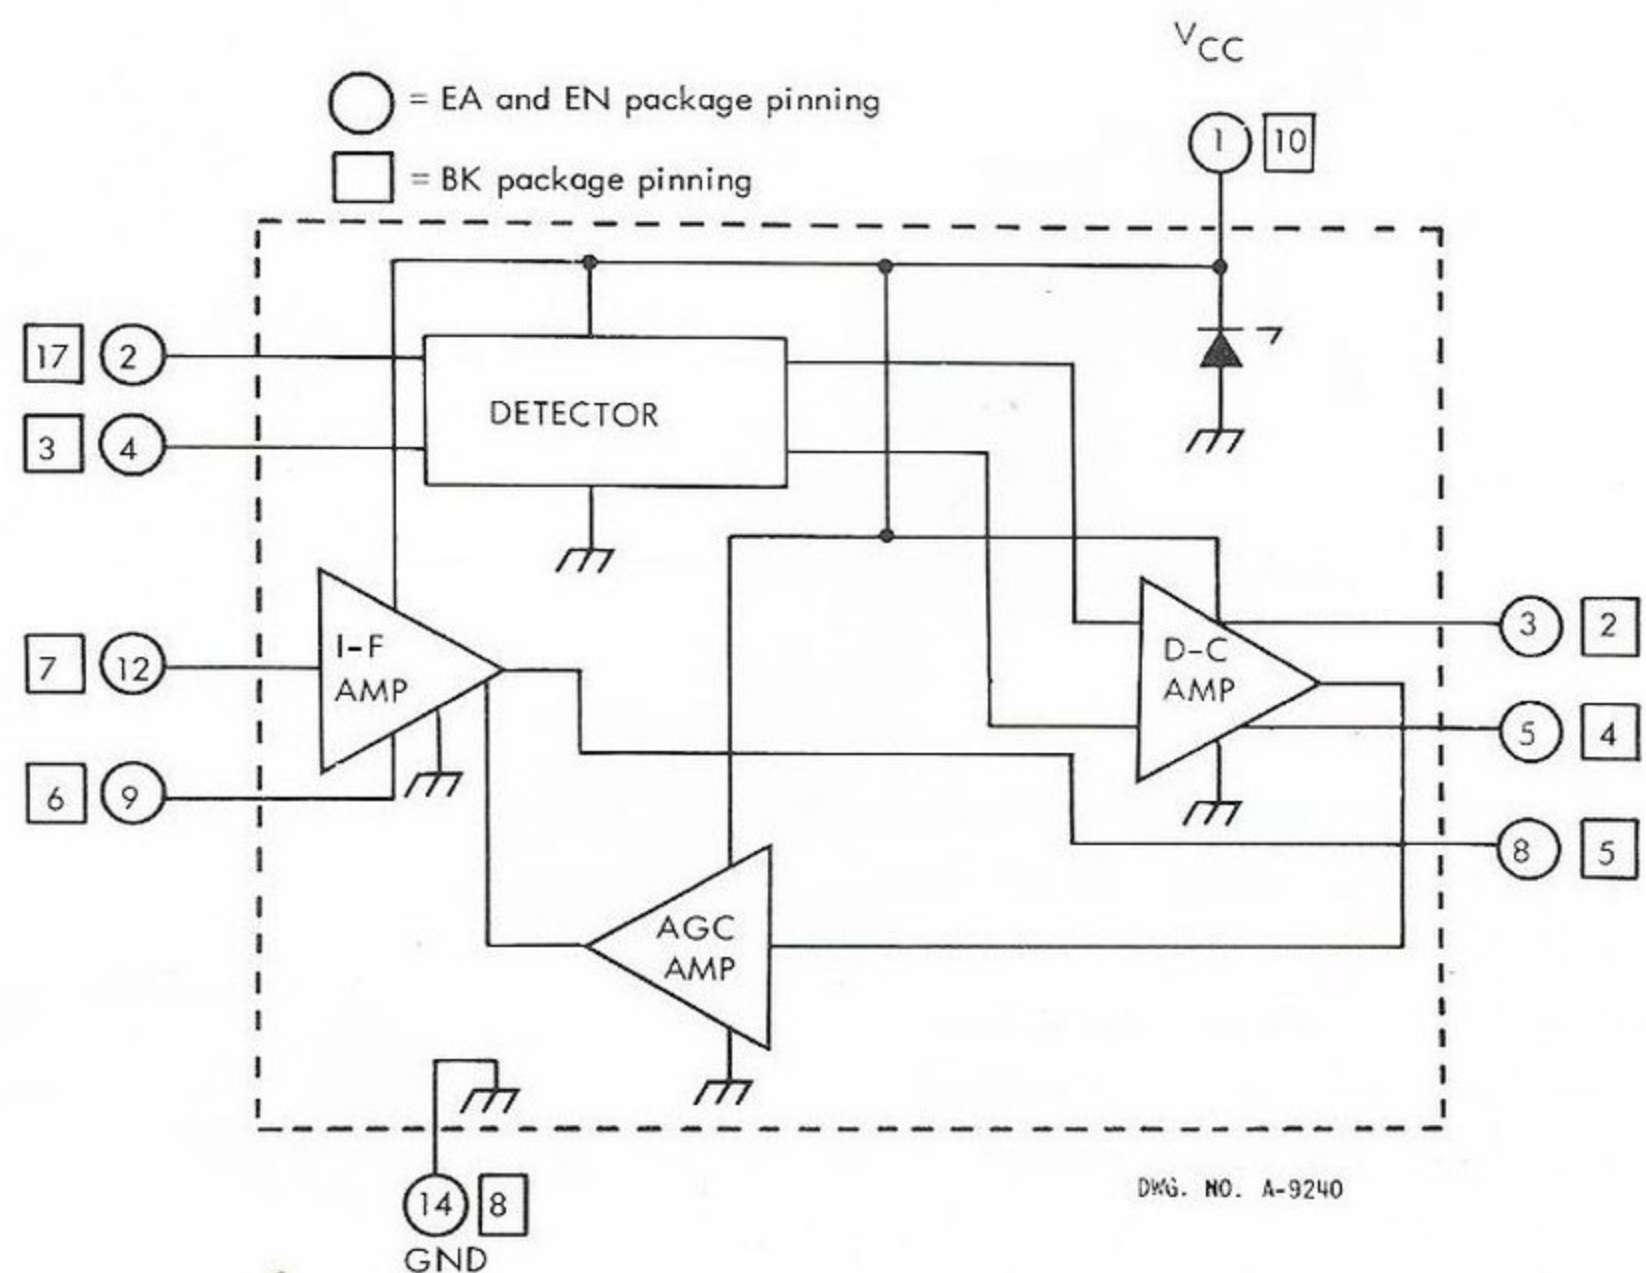 V CC
= EA and EN package pinning
1 10
= BK package pinning
17 2
DETECTOR
3 4
I-F
AMP
7 12
D-C
AMP
3 2
5 4
6 9
8 5
AGC
AMP
14 8
GND
DWG. NO. A-9240